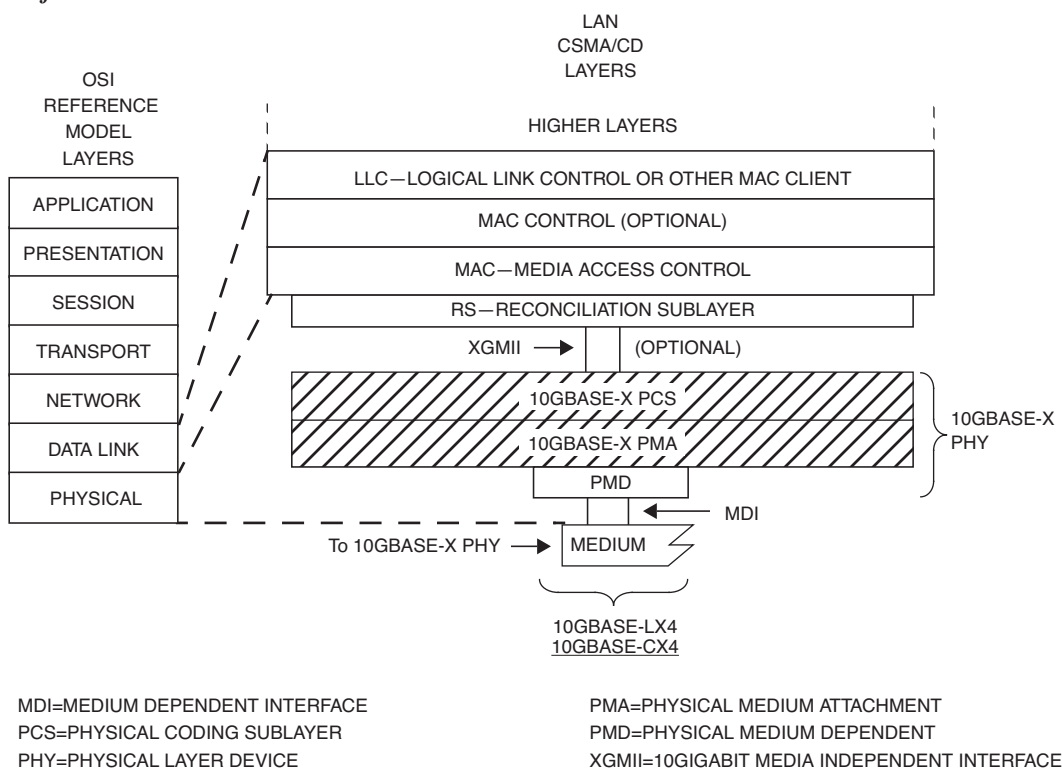 LAN
CSMA/CD
LAYERS
OSI
REFERENCE
MODEL
LAYERS
HIGHER LAYERS
LLC—LOGICAL LINK CONTROL OR OTHER MAC CLIENT
APPLICATION
MAC CONTROL (OPTIONAL)
PRESENTATION
MAC—MEDIA ACCESS CONTROL
SESSION
RS—RECONCILIATION SUBLAYER
TRANSPORT
XGMII
(OPTIONAL)
NETWORK
10GBASE-X PCS
10GBASE-X
PHY
DATA LINK
10GBASE-X PMA
PHYSICAL
PMD
MDI
To 10GBASE-X PHY
MEDIUM
10GBASE-LX4
10GBASE-CX4
MDI=MEDIUM DEPENDENT INTERFACE
PCS=PHYSICAL CODING SUBLAYER
PHY=PHYSICAL LAYER DEVICE
PMA=PHYSICAL MEDIUM ATTACHMENT
PMD=PHYSICAL MEDIUM DEPENDENT
XGMII=10GIGABIT MEDIA INDEPENDENT INTERFACE